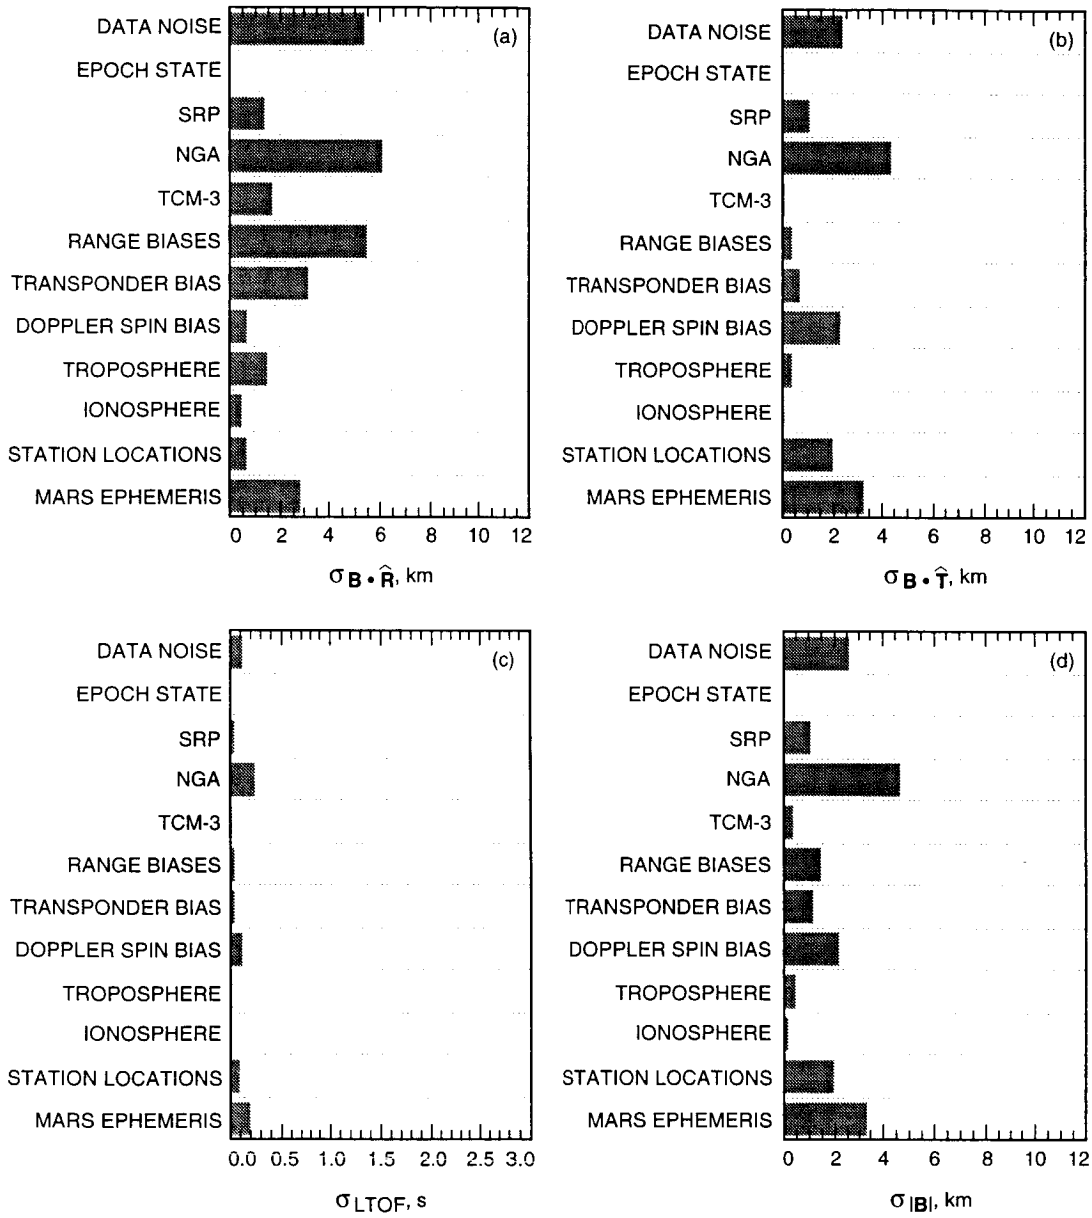 DATA NOISE
EPOCH STATE
SRP
NGA
TCM-3
RANGE BIASES
TRANSPONDER BIAS
DOPPLER SPIN BIAS
TROPOSPHERE
IONOSPHERE
STATION LOCATIONS
MARS EPHEMERIS
(a)
0 2 4 6 8 10 12
σ B • R̂, km
DATA NOISE
EPOCH STATE
SRP
NGA
TCM-3
RANGE BIASES
TRANSPONDER BIAS
DOPPLER SPIN BIAS
TROPOSPHERE
IONOSPHERE
STATION LOCATIONS
MARS EPHEMERIS
(b)
0 2 4 6 8 10 12
σ B • T̂, km
DATA NOISE
EPOCH STATE
SRP
NGA
TCM-3
RANGE BIASES
TRANSPONDER BIAS
DOPPLER SPIN BIAS
TROPOSPHERE
IONOSPHERE
STATION LOCATIONS
MARS EPHEMERIS
(c)
0.0 0.5 1.0 1.5 2.0 2.5 3.0
σ LTOF, s
DATA NOISE
EPOCH STATE
SRP
NGA
TCM-3
RANGE BIASES
TRANSPONDER BIAS
DOPPLER SPIN BIAS
TROPOSPHERE
IONOSPHERE
STATION LOCATIONS
MARS EPHEMERIS
(d)
0 2 4 6 8 10 12
σ |B|, km